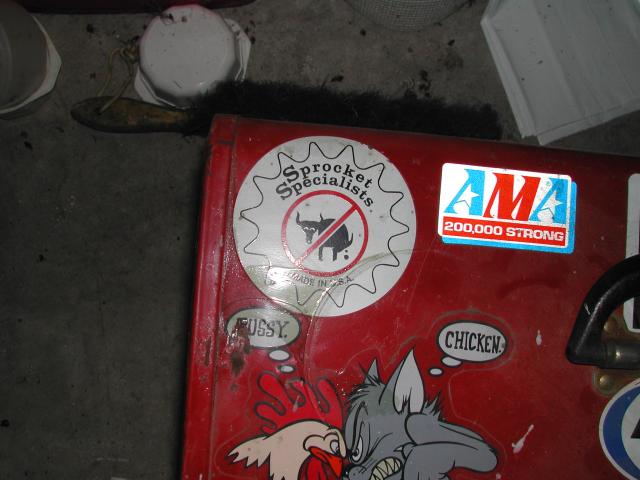 Sprocket
Specialists.
MADE IN U.S.A.
AMA
200,000 STRONG
PUSSY.
CHICKEN.